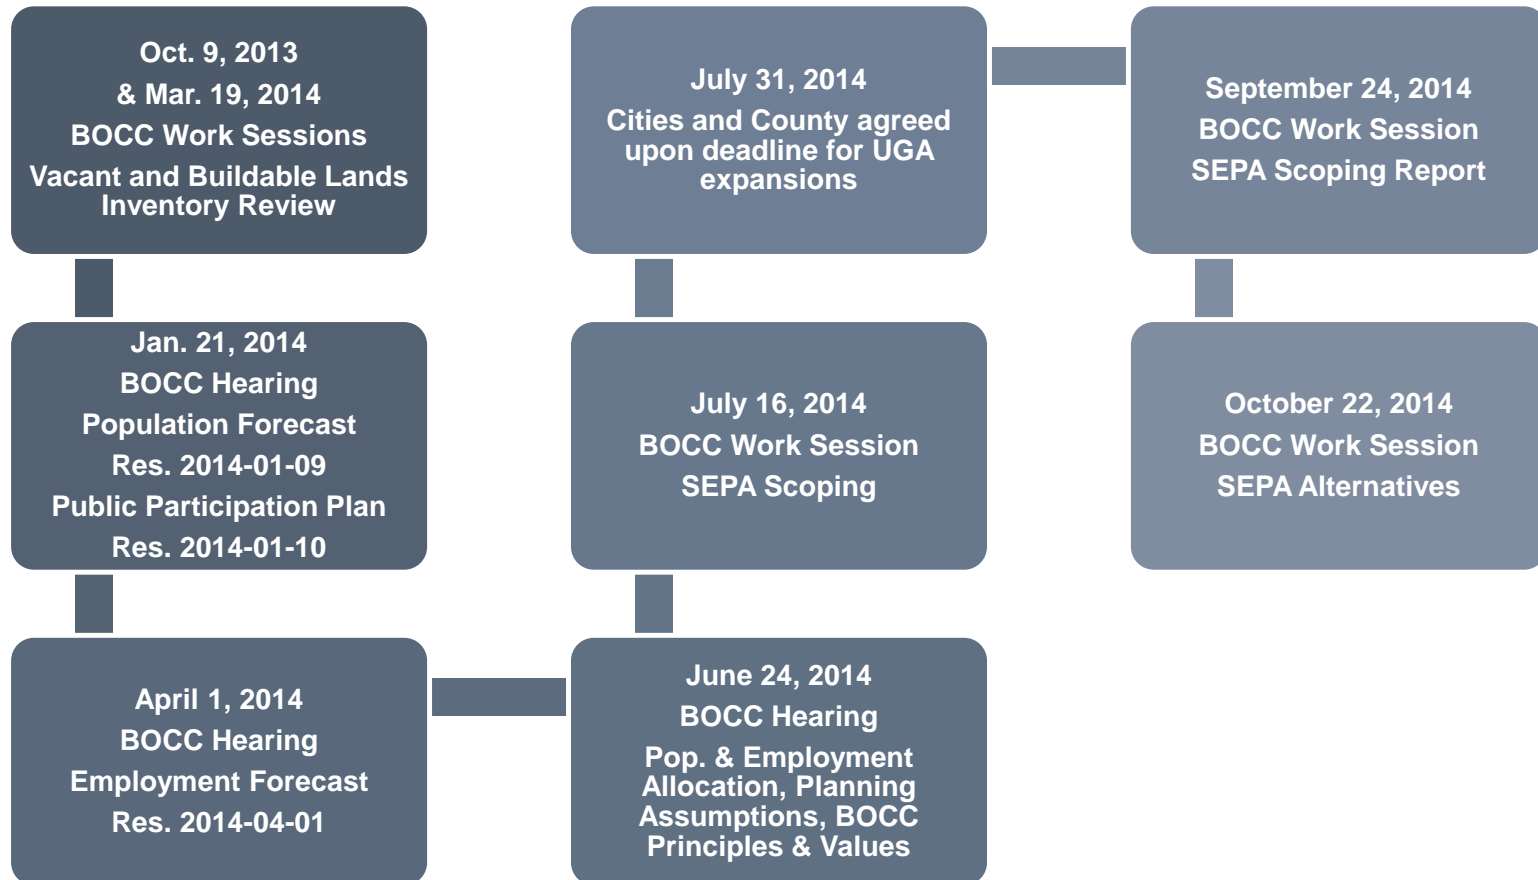 Oct. 9, 2013
& Mar. 19, 2014
BOCC Work Sessions
Vacant and Buildable Lands
Inventory Review
Jan. 21, 2014
BOCC Hearing
Population Forecast
Res. 2014-01-09
Public Participation Plan
Res. 2014-01-10
April 1, 2014
BOCC Hearing
Employment Forecast
Res. 2014-04-01
June 24, 2014
BOCC Hearing
Pop. & Employment
Allocation, Planning
Assumptions, BOCC
Principles & Values
July 16, 2014
BOCC Work Session
SEPA Scoping
July 31, 2014
Cities and County agreed
upon deadline for UGA
expansions
September 24, 2014
BOCC Work Session
SEPA Scoping Report
October 22, 2014
BOCC Work Session
SEPA Alternatives